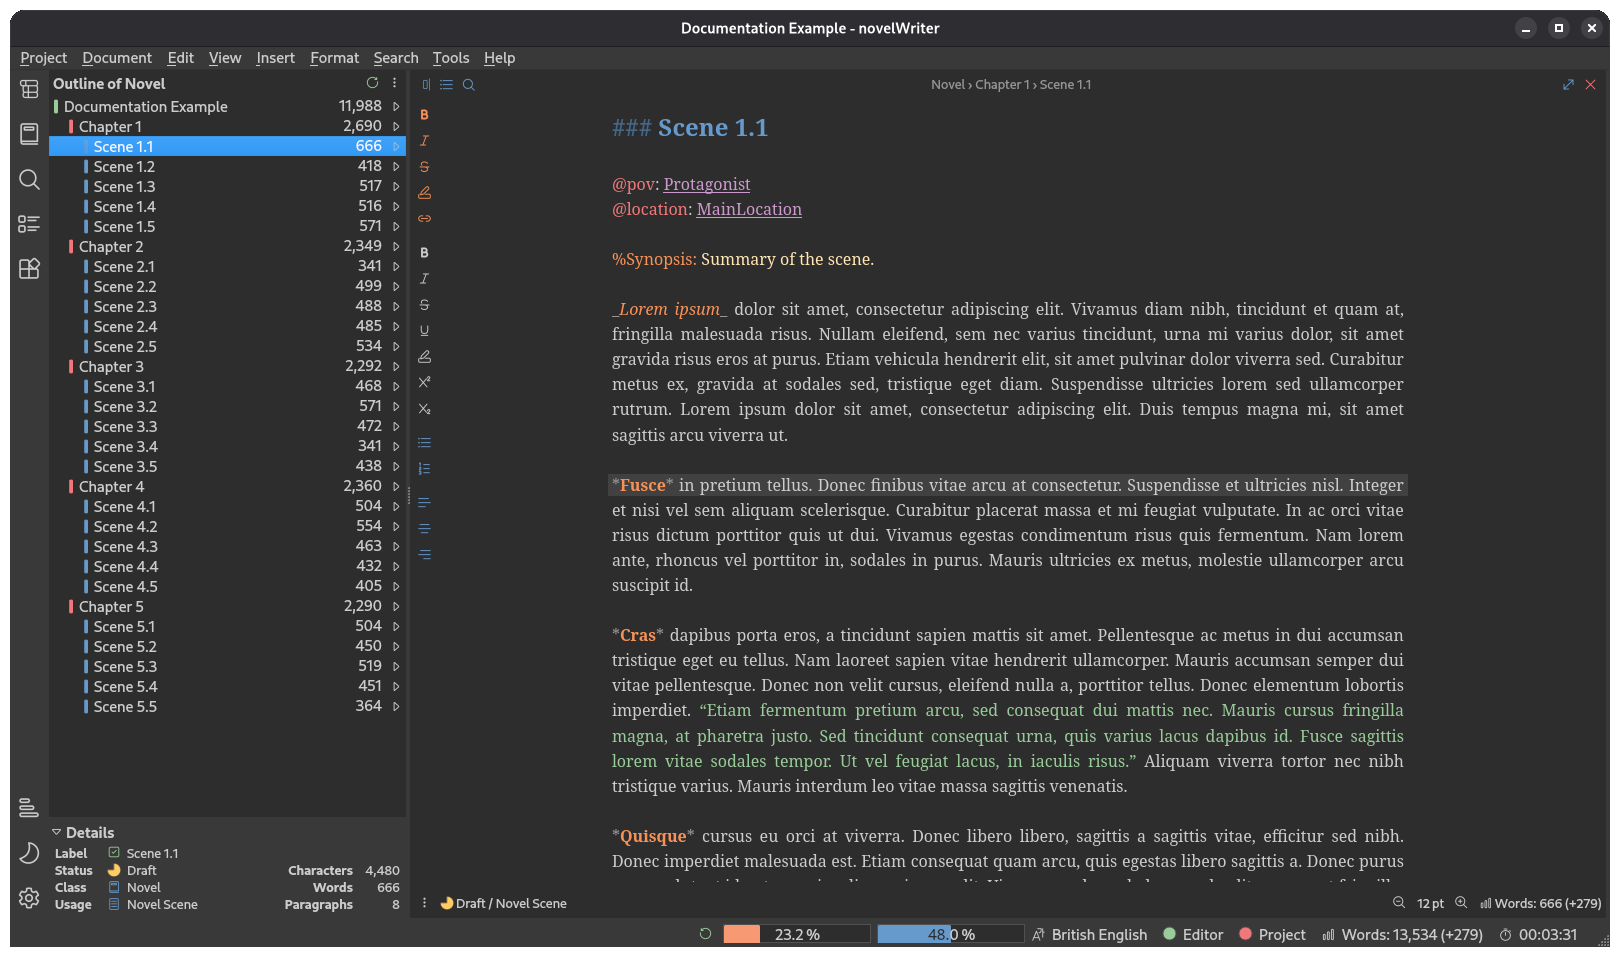 Documentation Example - novelWriter
Project Document Edit View Insert Format Search Tools Help
Outline of Novel
Documentation Example 11,988
Chapter 1 2,690
Scene 1.1 666
Scene 1.2 418
Scene 1.3 517
Scene 1.4 516
Scene 1.5 571
Chapter 2 2,349
Scene 2.1 341
Scene 2.2 499
Scene 2.3 488
Scene 2.4 485
Scene 2.5 534
Chapter 3 2,292
Scene 3.1 468
Scene 3.2 571
Scene 3.3 472
Scene 3.4 341
Scene 3.5 438
Chapter 4 2,360
Scene 4.1 504
Scene 4.2 554
Scene 4.3 463
Scene 4.4 432
Scene 4.5 405
Chapter 5 2,290
Scene 5.1 504
Scene 5.2 450
Scene 5.3 519
Scene 5.4 451
Scene 5.5 364
Details
Label Scene 1.1
Status Draft Characters 4,480
Class Novel Words 666
Usage Novel Scene Paragraphs 8
Novel › Chapter 1 › Scene 1.1
### Scene 1.1
@pov: Protagonist
@location: MainLocation
%Synopsis: Summary of the scene.
_Lorem ipsum_ dolor sit amet, consectetur adipiscing elit. Vivamus diam nibh, tincidunt et quam at,
fringilla malesuada risus. Nullam eleifend, sem nec varius tincidunt, urna mi varius dolor, sit amet
gravida risus eros at purus. Etiam vehicula hendrerit elit, sit amet pulvinar dolor viverra sed. Curabitur
metus ex, gravida at sodales sed, tristique eget diam. Suspendisse ultricies lorem sed ullamcorper
rutrum. Lorem ipsum dolor sit amet, consectetur adipiscing elit. Duis tempus magna mi, sit amet
sagittis arcu viverra ut.
*Fusce* in pretium tellus. Donec finibus vitae arcu at consectetur. Suspendisse et ultricies nisl. Integer
et nisi vel sem aliquam scelerisque. Curabitur placerat massa et mi feugiat vulputate. In ac orci vitae
risus dictum porttitor quis ut dui. Vivamus egestas condimentum risus quis fermentum. Nam lorem
ante, rhoncus vel porttitor in, sodales in purus. Mauris ultricies ex metus, molestie ullamcorper arcu
suscipit id.
*Cras* dapibus porta eros, a tincidunt sapien mattis sit amet. Pellentesque ac metus in dui accumsan
tristique eget eu tellus. Nam laoreet sapien vitae hendrerit ullamcorper. Mauris accumsan semper dui
vitae pellentesque. Donec non velit cursus, eleifend nulla a, porttitor tellus. Donec elementum lobortis
imperdiet. “Etiam fermentum pretium arcu, sed consequat dui mattis nec. Mauris cursus fringilla
magna, at pharetra justo. Sed tincidunt consequat urna, quis varius lacus dapibus id. Fusce sagittis
lorem vitae sodales tempor. Ut vel feugiat lacus, in iaculis risus.” Aliquam viverra tortor nec nibh
tristique varius. Mauris interdum leo vitae massa sagittis venenatis.
*Quisque* cursus eu orci at viverra. Donec libero libero, sagittis a sagittis vitae, efficitur sed nibh.
Donec imperdiet malesuada est. Etiam consequat quam arcu, quis egestas libero sagittis a. Donec purus
Draft / Novel Scene 12 pt Words: 666 (+279)
23.2 % 48.0 % British English Editor Project Words: 13,534 (+279) 00:03:31